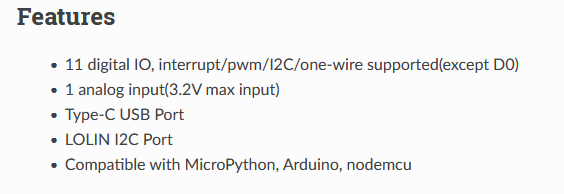 Features
• 11 digital IO, interrupt/pwm/I2C/one-wire supported(except D0)
• 1 analog input(3.2V max input)
• Type-C USB Port
• LOLIN I2C Port
• Compatible with MicroPython, Arduino, nodemcu